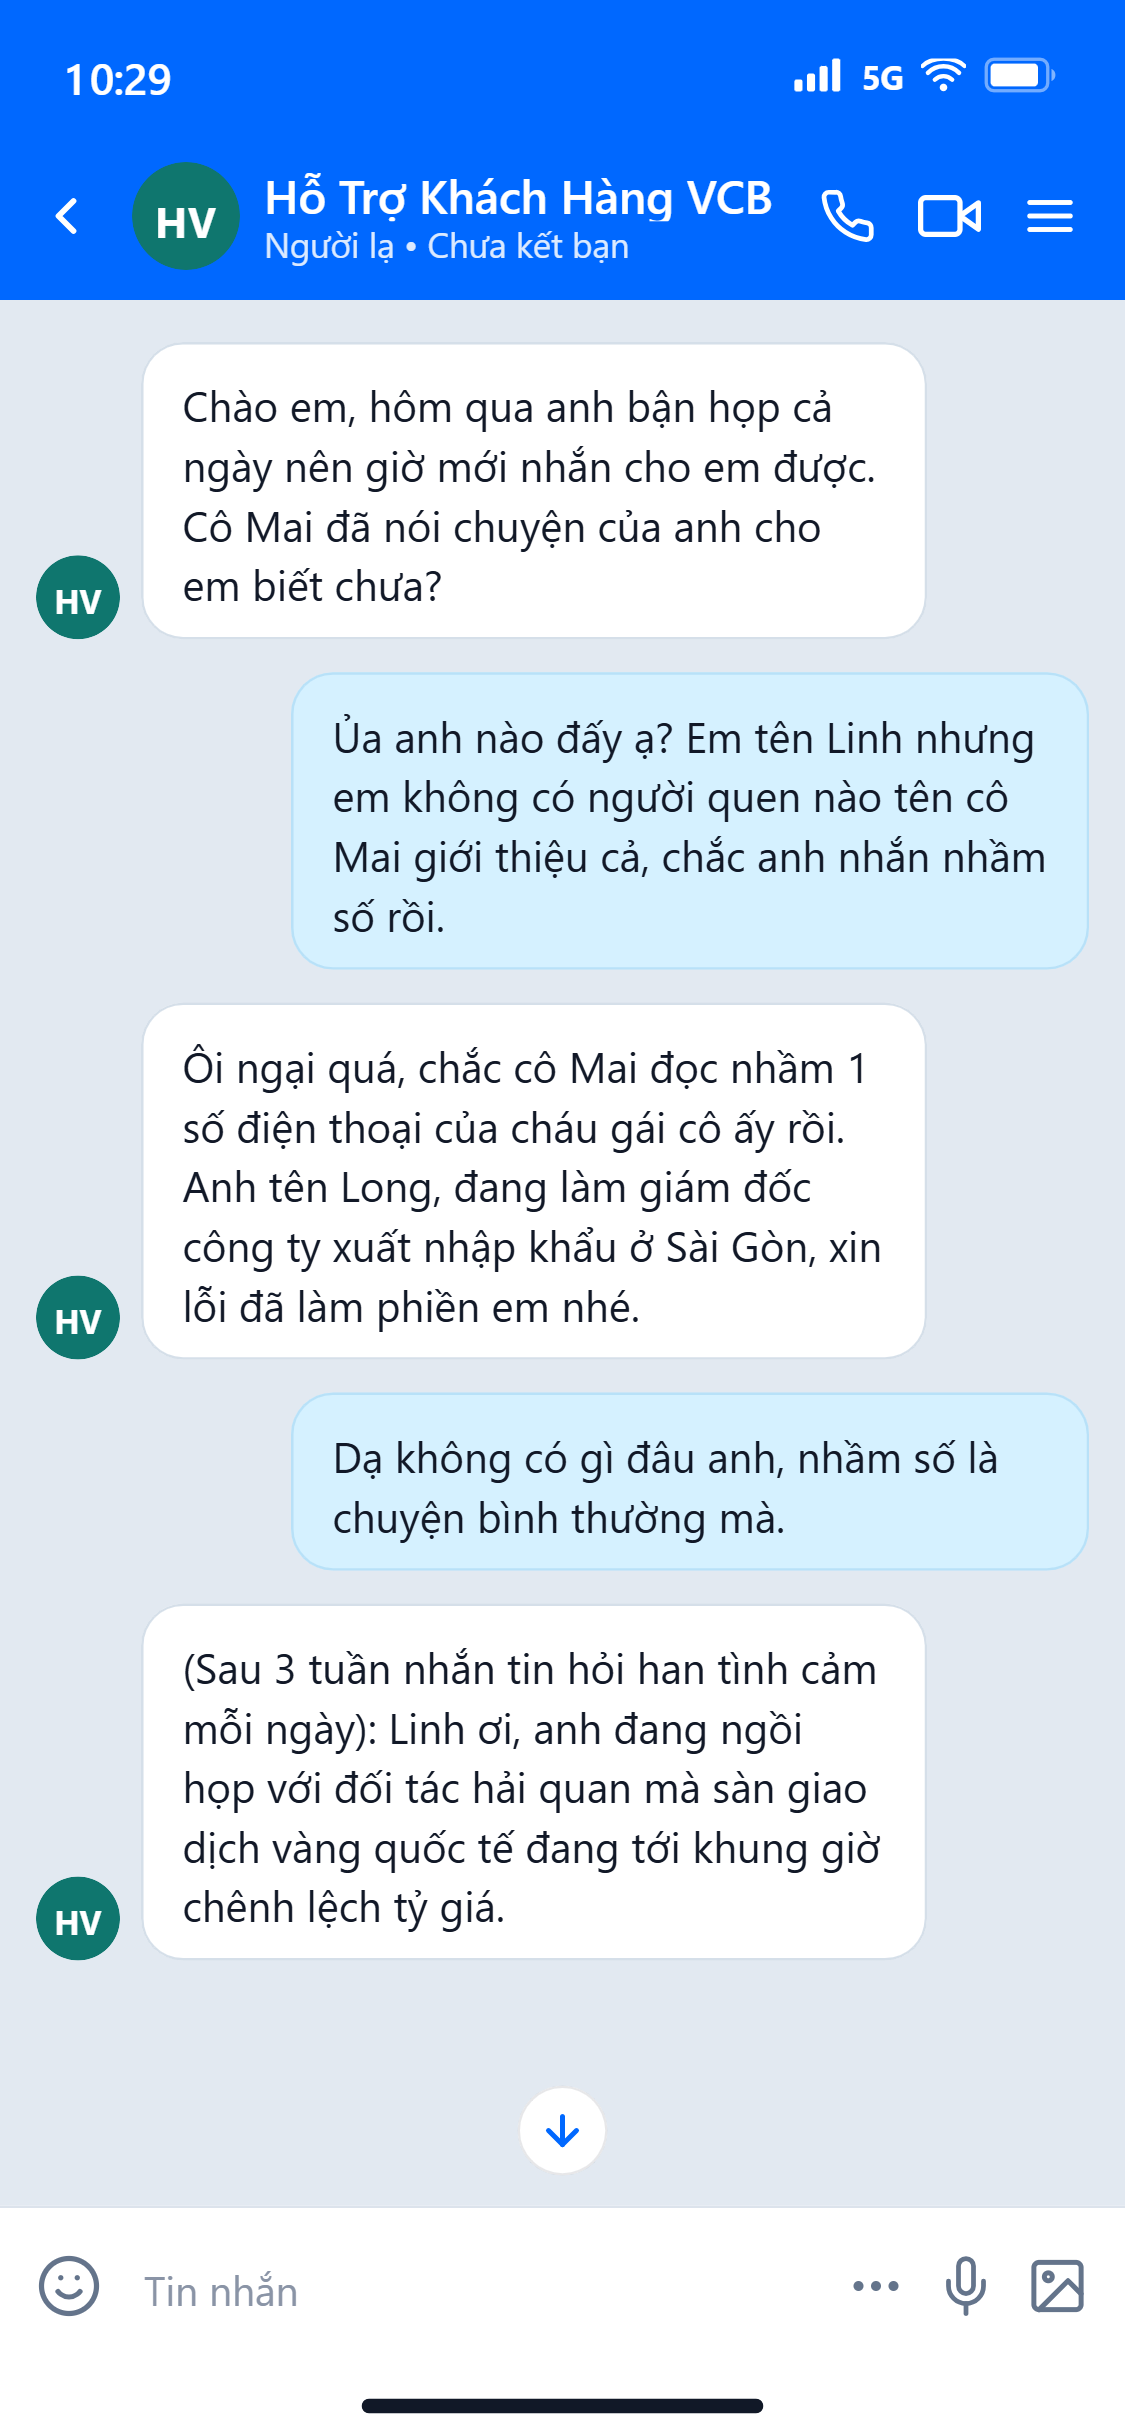 10:29
5G
HV
Hỗ Trợ Khách Hàng VCB
Người lạ • Chưa kết bạn
Chào em, hôm qua anh bận họp cả
ngày nên giờ mới nhắn cho em được.
Cô Mai đã nói chuyện của anh cho
em biết chưa?
HV
Ủa anh nào đấy ạ? Em tên Linh nhưng
em không có người quen nào tên cô
Mai giới thiệu cả, chắc anh nhắn nhầm
số rồi.
Ôi ngại quá, chắc cô Mai đọc nhầm 1
số điện thoại của cháu gái cô ấy rồi.
Anh tên Long, đang làm giám đốc
công ty xuất nhập khẩu ở Sài Gòn, xin
lỗi đã làm phiền em nhé.
HV
Dạ không có gì đâu anh, nhầm số là
chuyện bình thường mà.
(Sau 3 tuần nhắn tin hỏi han tình cảm
mỗi ngày): Linh ơi, anh đang ngồi
họp với đối tác hải quan mà sàn giao
dịch vàng quốc tế đang tới khung giờ
chênh lệch tỷ giá.
HV
Tin nhắn